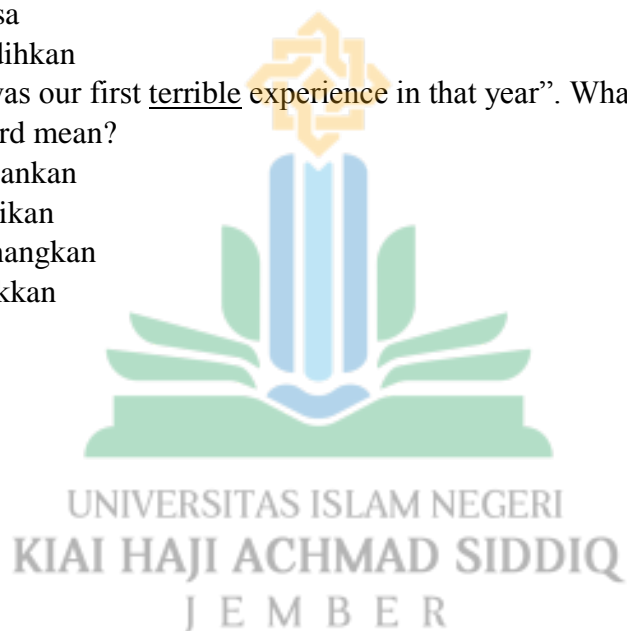 sa
dihkan
was our first terrible experience in that year”. Wha
rd mean?
ankan
ikan
nangkan
kkan
UNIVERSITAS ISLAM NEGERI
KIAI HAJI ACHMAD SIDDIQ
J E M B E R